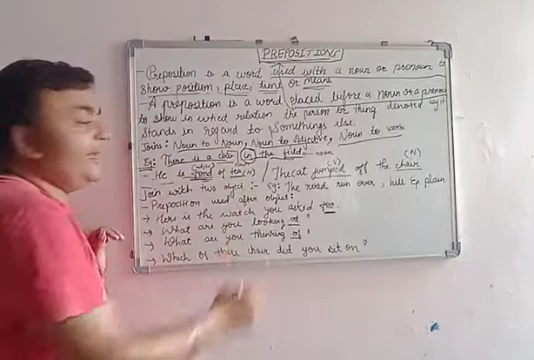 PREPOSITIONS
- Preposition is a word used with a noun or pronoun to
show position, place, time or means
- A preposition is a word placed before a noun or a pronoun
to show in what relation the person or thing denoted by it
stands in regard to somethings else.
Joins: Noun to Noun, Noun to Adjective, Noun to verb
Eg: There is a cow in the field - noun
- He is fond of tea (N) / The cat jumped (V) off the chair (N)
Join with two object :- Eg: The road run over, hill & plain
- Preposition used after object:
→ Here is the watch you asked for.
→ What are you looking at ?
→ What are you thinking of ?
→ Which of these chair did you sit on?